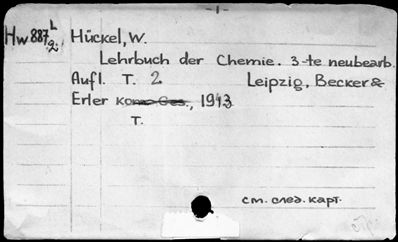 - 1 -
Hw 887 L/2. Hückel, W.
Lehrbuch der Chemie. 3-te neubearb.
Aufl. T. 2 Leipzig, Becker &
Erler Kom.-Ges., 1943
T.
см. след. карт.